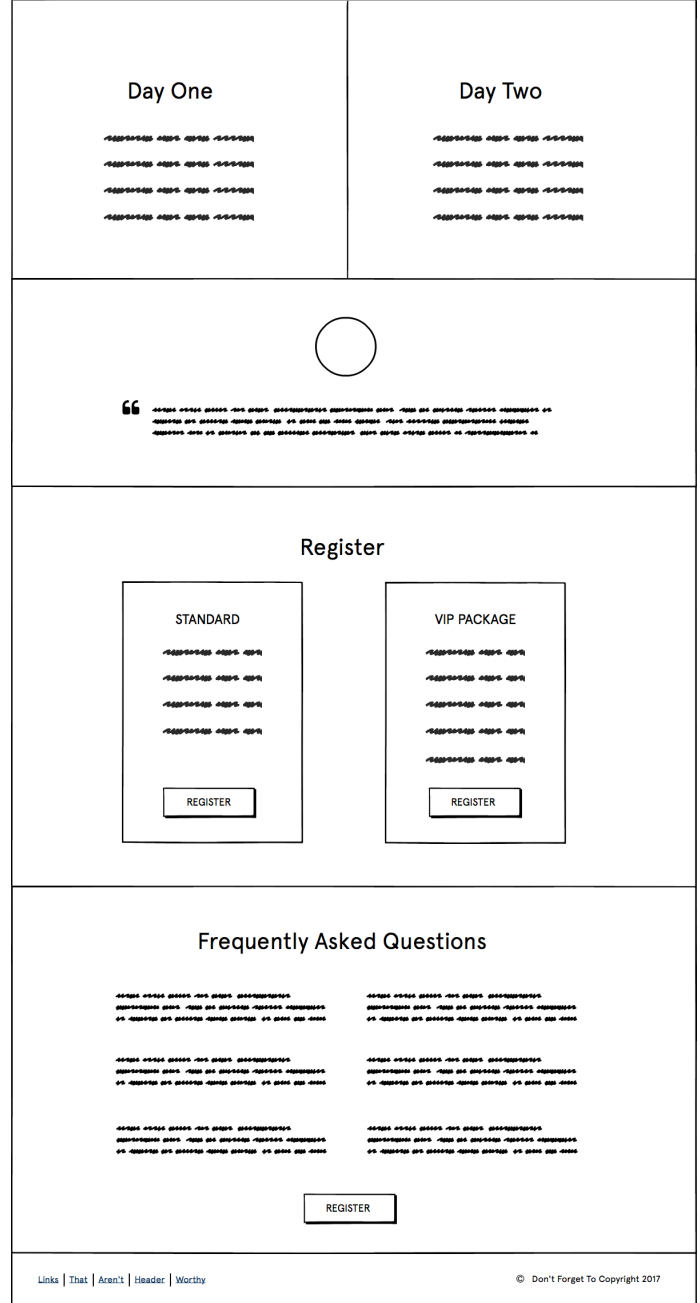 Day One
Day Two
“
Register
STANDARD
VIP PACKAGE
REGISTER
REGISTER
Frequently Asked Questions
REGISTER
Links | That | Aren't | Header | Worthy
© Don't Forget To Copyright 2017